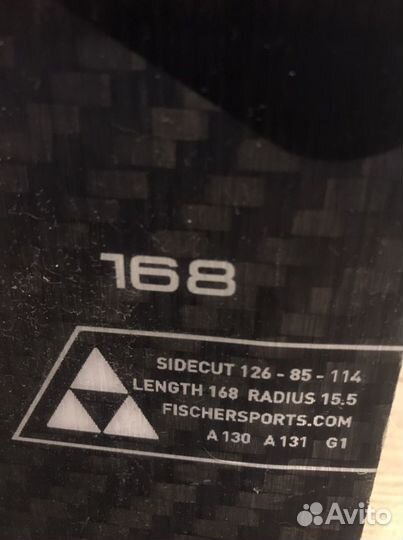 168
SIDECUT 126 - 85 - 114
LENGTH 168 RADIUS 15.5
FISCHERSPORTS.COM
A 130 A 131 G1
Avito